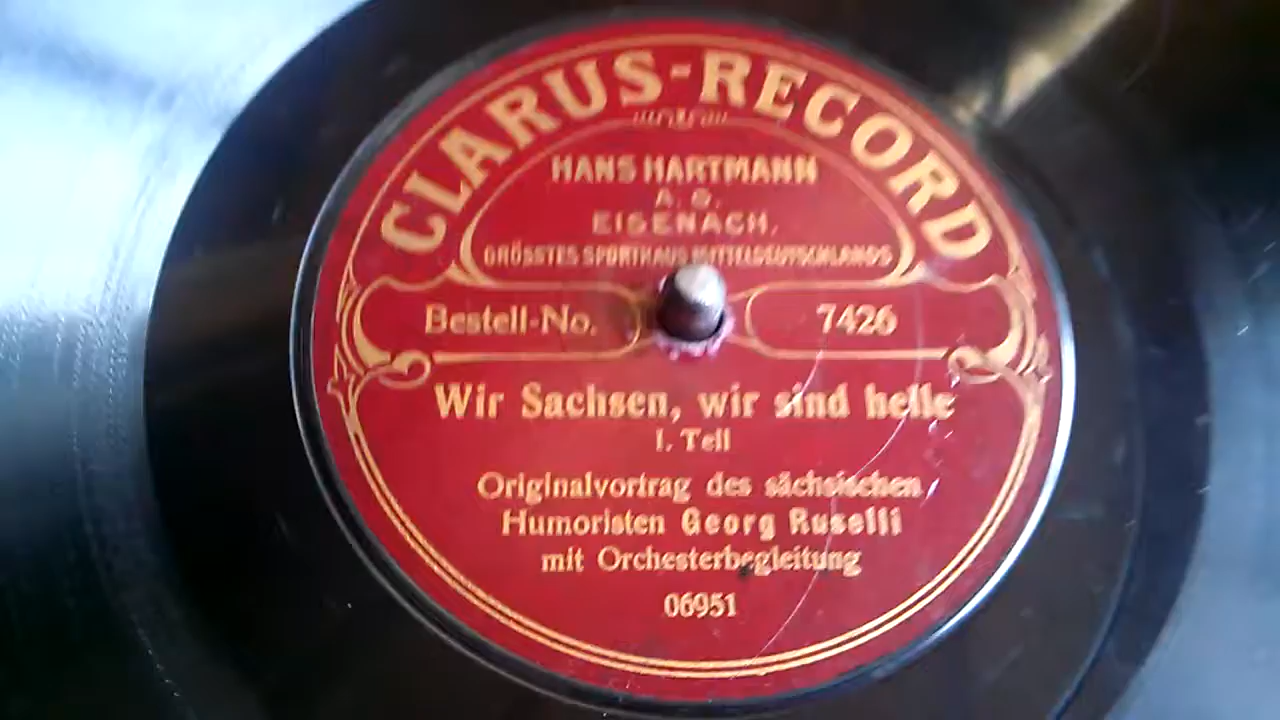 CLARUS-RECORD
HANS HARTMANN
A. G.
EISENACH.
GRÖSSTES SPORTHAUS MITTELDEUTSCHLANDS
Bestell-No. 7426
Wir Sachsen, wir sind helle
I. Teil
Originalvortrag des sächsischen
Humoristen Georg Ruselli
mit Orchesterbegleitung
06951